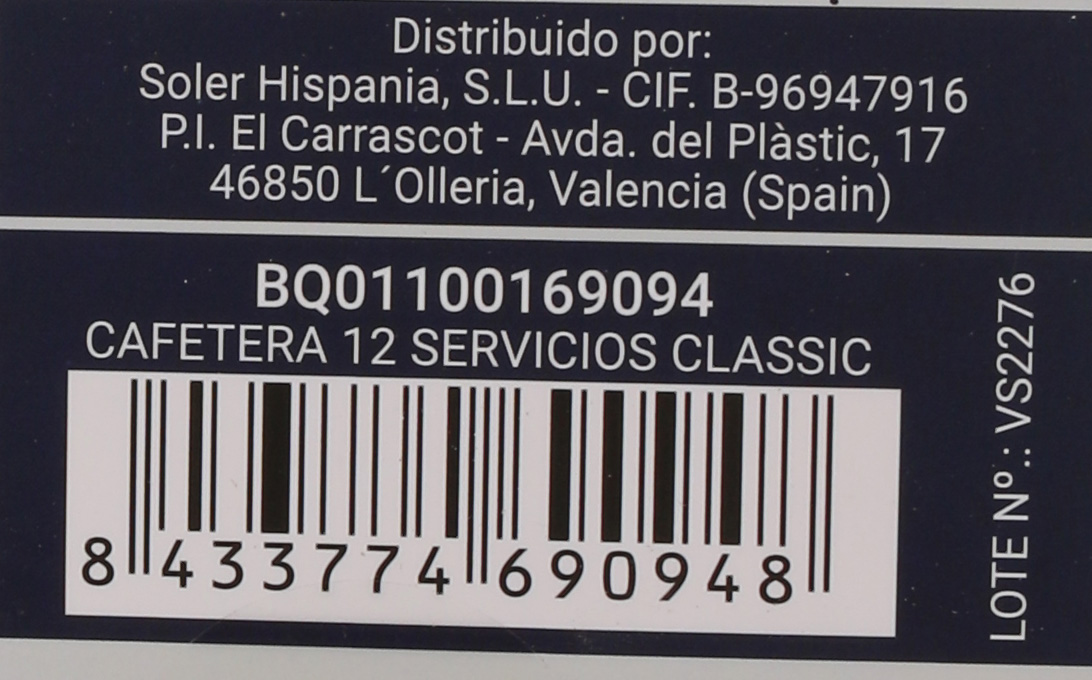 Distribuido por:
Soler Hispania, S.L.U. - CIF. B-96947916
P.I. El Carrascot - Avda. del Plàstic, 17
46850 L´Olleria, Valencia (Spain)
BQ01100169094
CAFETERA 12 SERVICIOS CLASSIC
8 433774 690948
LOTE Nº.: VS2276